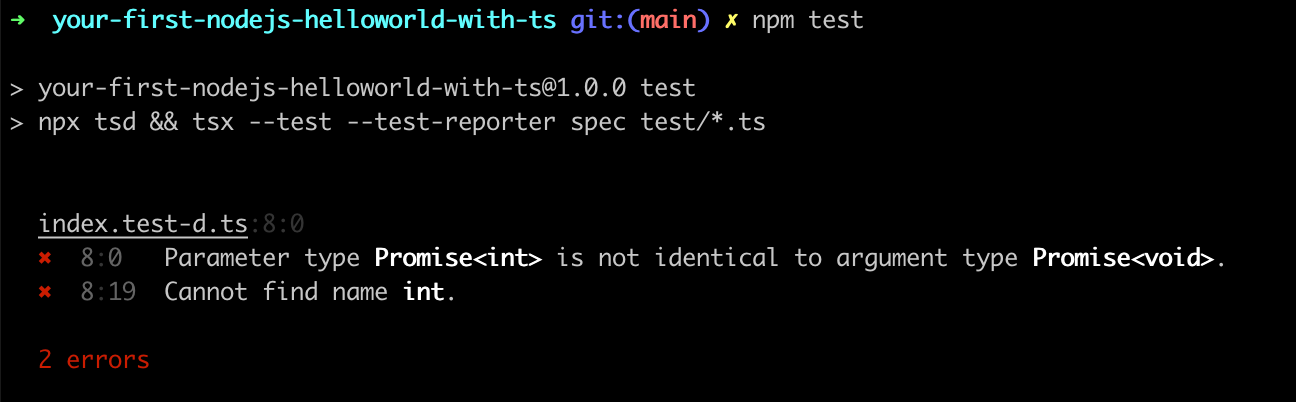 ➜  your-first-nodejs-helloworld-with-ts git:(main) ✗ npm test
> your-first-nodejs-helloworld-with-ts@1.0.0 test
> npx tsd && tsx --test --test-reporter spec test/*.ts
index.test-d.ts:8:0
✖  8:0   Parameter type Promise<int> is not identical to argument type Promise<void>.
✖  8:19  Cannot find name int.
2 errors